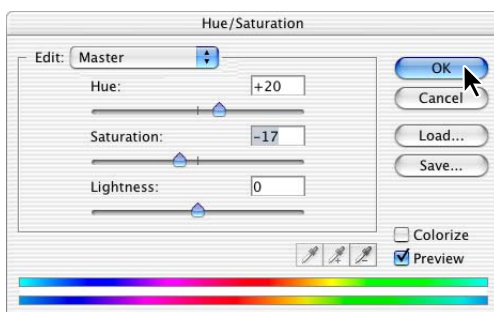 Hue/Saturation
Edit: Master
Hue: +20
Saturation: -17
Lightness: 0
OK
Cancel
Load...
Save...
Colorize
Preview